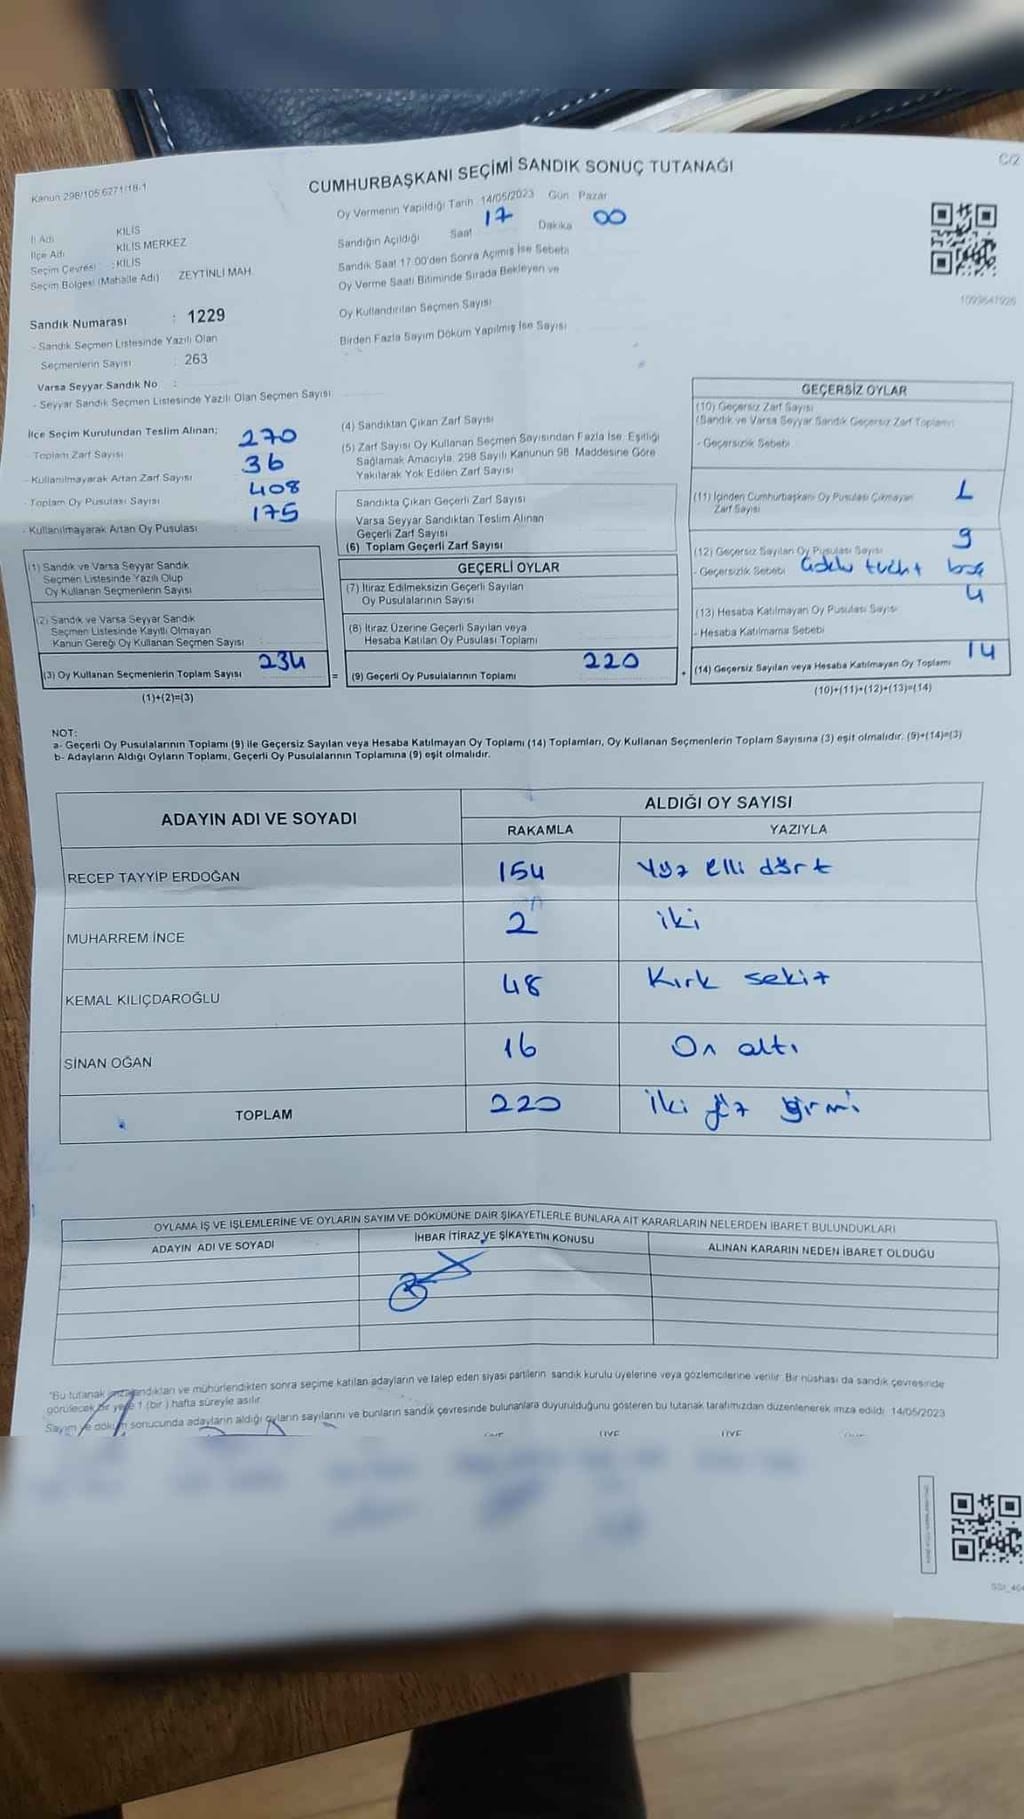 C/2
Kanun 298/105 6271/18-1
CUMHURBAŞKANI SEÇİMİ SANDIK SONUÇ TUTANAĞI
İl Adı KİLİS
İlçe Adı KİLİS MERKEZ
Seçim Çevresi : KİLİS
Seçim Bölgesi (Mahalle Adı) ZEYTİNLİ MAH.
Sandık Numarası : 1229
- Sandık Seçmen Listesinde Yazılı Olan
Seçmenlerin Sayısı : 263
Varsa Seyyar Sandık No :
- Seyyar Sandık Seçmen Listesinde Yazılı Olan Seçmen Sayısı
Oy Vermenin Yapıldığı Tarih 14/05/2023 Gün Pazar
Sandığın Açıldığı Saat 17 Dakika 00
Sandık Saat 17:00'den Sonra Açımış İse Sebebi
Oy Verme Saati Bitiminde Sırada Bekleyen ve
Oy Kullandırılan Seçmen Sayısı
Birden Fazla Sayım Döküm Yapılmış İse Sayısı
1099641926
İlçe Seçim Kurulundan Teslim Alınan;
- Toplam Zarf Sayısı 270
- Kullanılmayarak Artan Zarf Sayısı 36
Toplam Oy Pusulası Sayısı 408
- Kullanılmayarak Artan Oy Pusulası 175
(1) Sandık ve Varsa Seyyar Sandık
Seçmen Listesinde Yazılı Olup
Oy Kullanan Seçmenlerin Sayısı
(2) Sandık ve Varsa Seyyar Sandık
Seçmen Listesinde Kayıtlı Olmayan
Kanun Gereği Oy Kullanan Seçmen Sayısı
(3) Oy Kullanan Seçmenlerin Toplam Sayısı 234
(1)+(2)=(3)
(4) Sandıktan Çıkan Zarf Sayısı
(5) Zarf Sayısı Oy Kullanan Seçmen Sayısından Fazla İse; Eşitliği
Sağlamak Amacıyla, 298 Sayılı Kanunun 98. Maddesine Göre
Yakılarak Yok Edilen Zarf Sayısı
Sandıkta Çıkan Geçerli Zarf Sayısı
Varsa Seyyar Sandıktan Teslim Alınan
Geçerli Zarf Sayısı
(6) Toplam Geçerli Zarf Sayısı
GEÇERLİ OYLAR
(7) İtiraz Edilmeksizin Geçerli Sayılan
Oy Pusulalarının Sayısı
(8) İtiraz Üzerine Geçerli Sayılan veya
Hesaba Katılan Oy Pusulası Toplamı
= (9) Geçerli Oy Pusulalarının Toplamı 220
GEÇERSİZ OYLAR
(10) Geçersiz Zarf Sayısı
(Sandık ve Varsa Seyyar Sandık Geçersiz Zarf Toplamı)
- Geçersizlik Sebebi
(11) İçinden Cumhurbaşkanı Oy Pusulası Çıkmayan 1
Zarf Sayısı
(12) Geçersiz Sayılan Oy Pusulası Sayısı 9
- Geçersizlik Sebebi boş
(13) Hesaba Katılmayan Oy Pusulası Sayısı 4
- Hesaba Katılmama Sebebi
+ (14) Geçersiz Sayılan veya Hesaba Katılmayan Oy Toplamı 14
(10)+(11)+(12)+(13)=(14)
NOT:
a- Geçerli Oy Pusulalarının Toplamı (9) ile Geçersiz Sayılan veya Hesaba Katılmayan Oy Toplamı (14) Toplamları, Oy Kullanan Seçmenlerin Toplam Sayısına (3) eşit olmalıdır. (9)+(14)=(3)
b- Adayların Aldığı Oyların Toplamı, Geçerli Oy Pusulalarının Toplamına (9) eşit olmalıdır.
ADAYIN ADI VE SOYADI ALDIĞI OY SAYISI
RAKAMLA YAZIYLA
RECEP TAYYİP ERDOĞAN 154 Yüz elli dört
MUHARREM İNCE 2 iki
KEMAL KILIÇDAROĞLU 48 Kırk sekiz
SİNAN OĞAN 16 On altı
TOPLAM 220 İki yüz yirmi
OYLAMA İŞ VE İŞLEMLERİNE VE OYLARIN SAYIM VE DÖKÜMÜNE DAİR ŞİKAYETLERLE BUNLARA AİT KARARLARIN NELERDEN İBARET BULUNDUKLARI
ADAYIN ADI VE SOYADI İHBAR İTİRAZ VE ŞİKAYETİN KONUSU ALINAN KARARIN NEDEN İBARET OLDUĞU
"Bu tutanak imzalandıktan ve mühürlendikten sonra seçime katılan adayların ve talep eden siyasi partilerin sandık kurulu üyelerine veya gözlemcilerine verilir. Bir nüshası da sandık çevresinde
görülecek bir yere 1 (bir ) hafta süreyle asılır.
Sayım ve döküm sonucunda adayların aldığı oyların sayılarını ve bunların sandık çevresinde bulunanlara duyurulduğunu gösteren bu tutanak tarafımızdan düzenlenerek imza edildi. 14/05/2023
ÜYE ÜYE